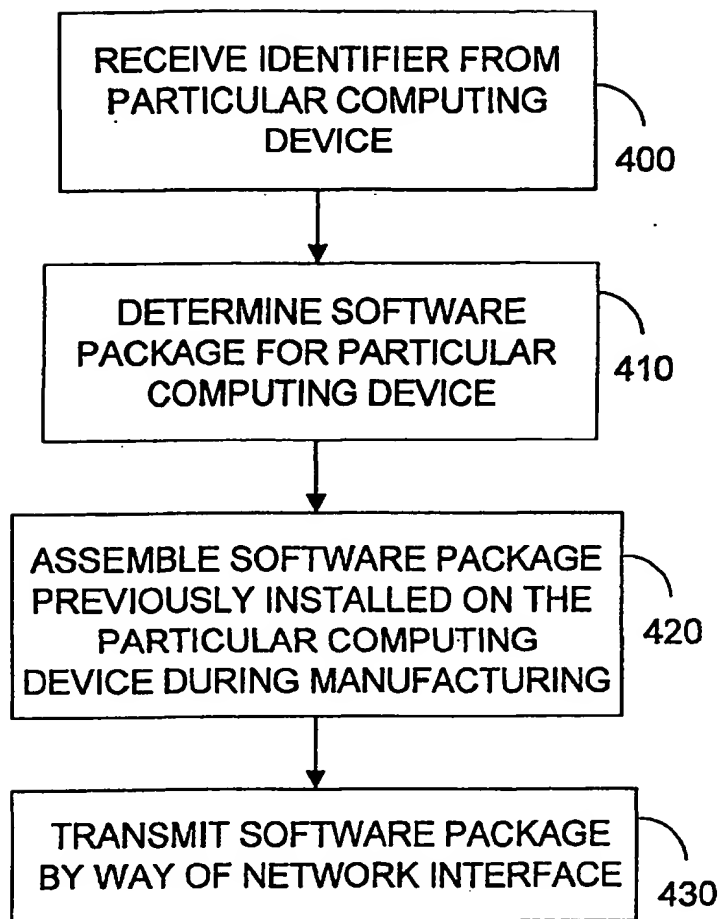 RECEIVE IDENTIFIER FROM
PARTICULAR COMPUTING
DEVICE
400
DETERMINE SOFTWARE
PACKAGE FOR PARTICULAR
COMPUTING DEVICE
410
ASSEMBLE SOFTWARE PACKAGE
PREVIOUSLY INSTALLED ON THE
PARTICULAR COMPUTING
DEVICE DURING MANUFACTURING
420
TRANSMIT SOFTWARE PACKAGE
BY WAY OF NETWORK INTERFACE
430